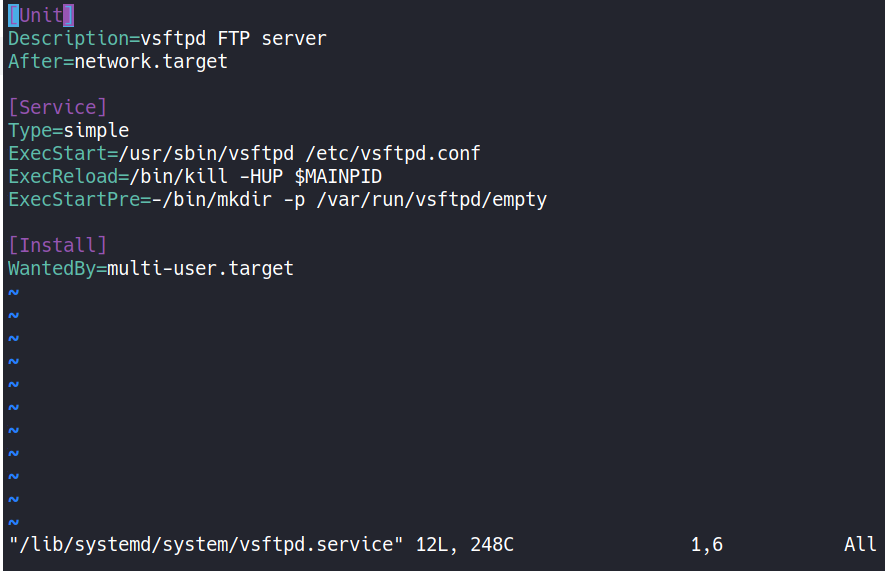 [Unit]
Description=vsftpd FTP server
After=network.target

[Service]
Type=simple
ExecStart=/usr/sbin/vsftpd /etc/vsftpd.conf
ExecReload=/bin/kill -HUP $MAINPID
ExecStartPre=-/bin/mkdir -p /var/run/vsftpd/empty

[Install]
WantedBy=multi-user.target
~
~
~
~
~
~
~
~
~
~
~
"/lib/systemd/system/vsftpd.service" 12L, 248C 1,6 All